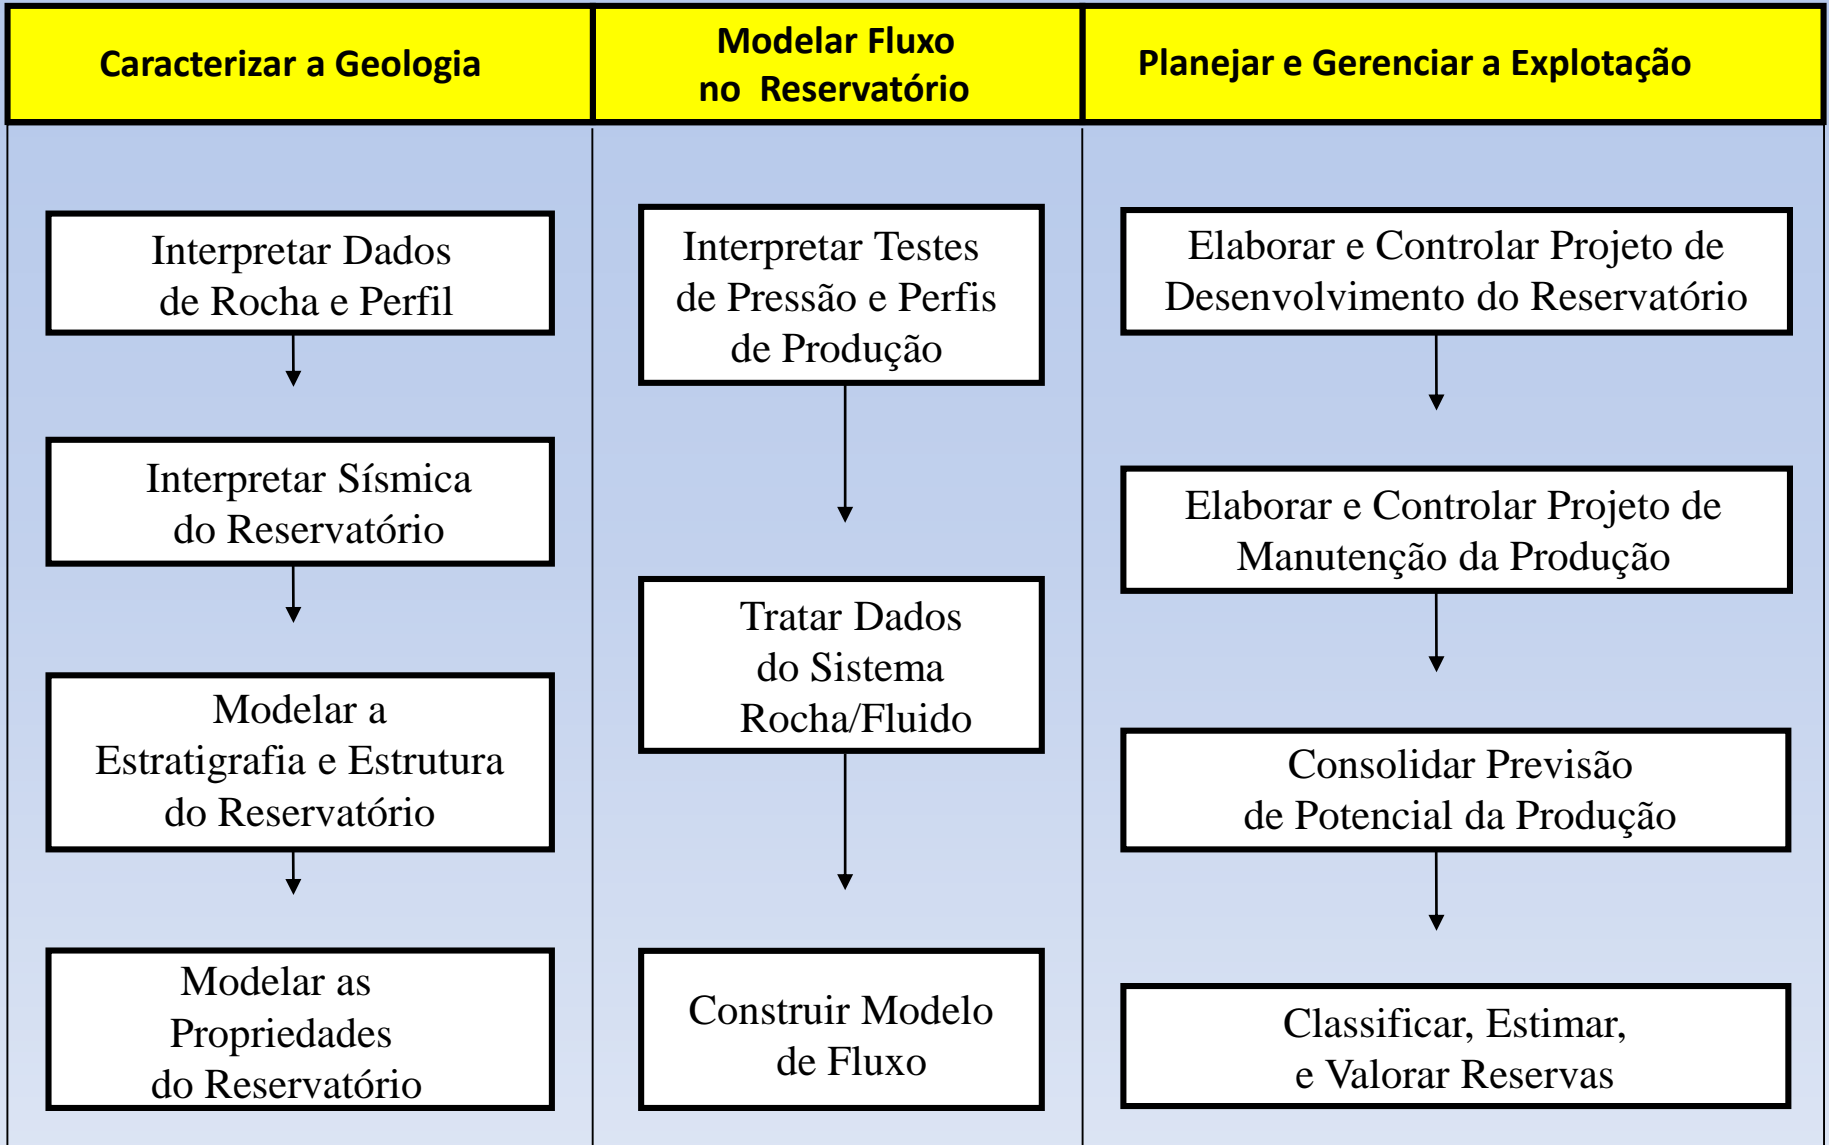 Caracterizar a Geologia
Modelar Fluxo
no Reservatório
Planejar e Gerenciar a Explotação
Interpretar Dados
de Rocha e Perfil
Interpretar Sísmica
do Reservatório
Modelar a
Estratigrafia e Estrutura
do Reservatório
Modelar as
Propriedades
do Reservatório
Interpretar Testes
de Pressão e Perfis
de Produção
Tratar Dados
do Sistema
Rocha/Fluido
Construir Modelo
de Fluxo
Elaborar e Controlar Projeto de
Desenvolvimento do Reservatório
Elaborar e Controlar Projeto de
Manutenção da Produção
Consolidar Previsão
de Potencial da Produção
Classificar, Estimar,
e Valorar Reservas